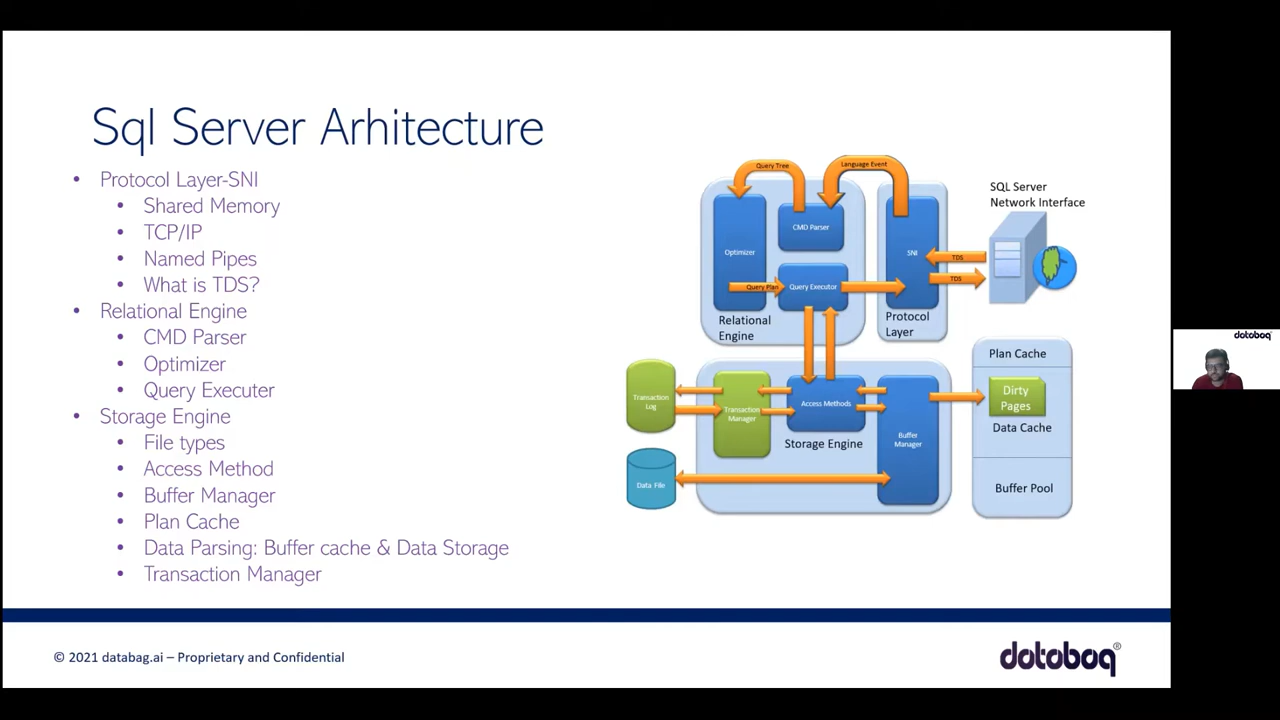 Sql Server Arhitecture
• Protocol Layer-SNI
• Shared Memory
• TCP/IP
• Named Pipes
• What is TDS?
• Relational Engine
• CMD Parser
• Optimizer
• Query Executer
• Storage Engine
• File types
• Access Method
• Buffer Manager
• Plan Cache
• Data Parsing: Buffer cache & Data Storage
• Transaction Manager
Query Tree
Language Event
SQL Server
Network Interface
CMD Parser
Optimizer
SNI
TDS
TDS
Query Plan
Query Executor
Relational
Engine
Protocol
Layer
Plan Cache
Dirty
Pages
Data Cache
Buffer Pool
Transaction
Log
Transaction
Manager
Access Methods
Storage Engine
Buffer
Manager
Data File
© 2021 databag.ai – Proprietary and Confidential
databaq®
databaq